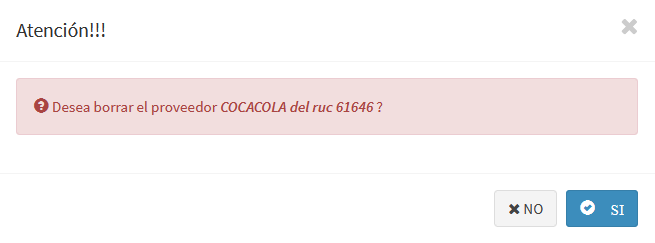 Atención!!!
Desea borrar el proveedor COCACOLA del ruc 61646 ?
NO
SI